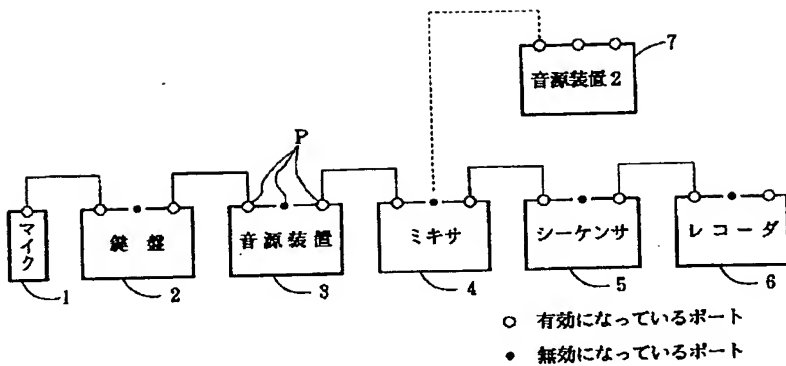 音源装置2
7
P
マイク
鍵盤
音源装置
ミキサ
シーケンサ
レコーダ
1
2
3
4
5
6
○ 有効になっているポート
● 無効になっているポート